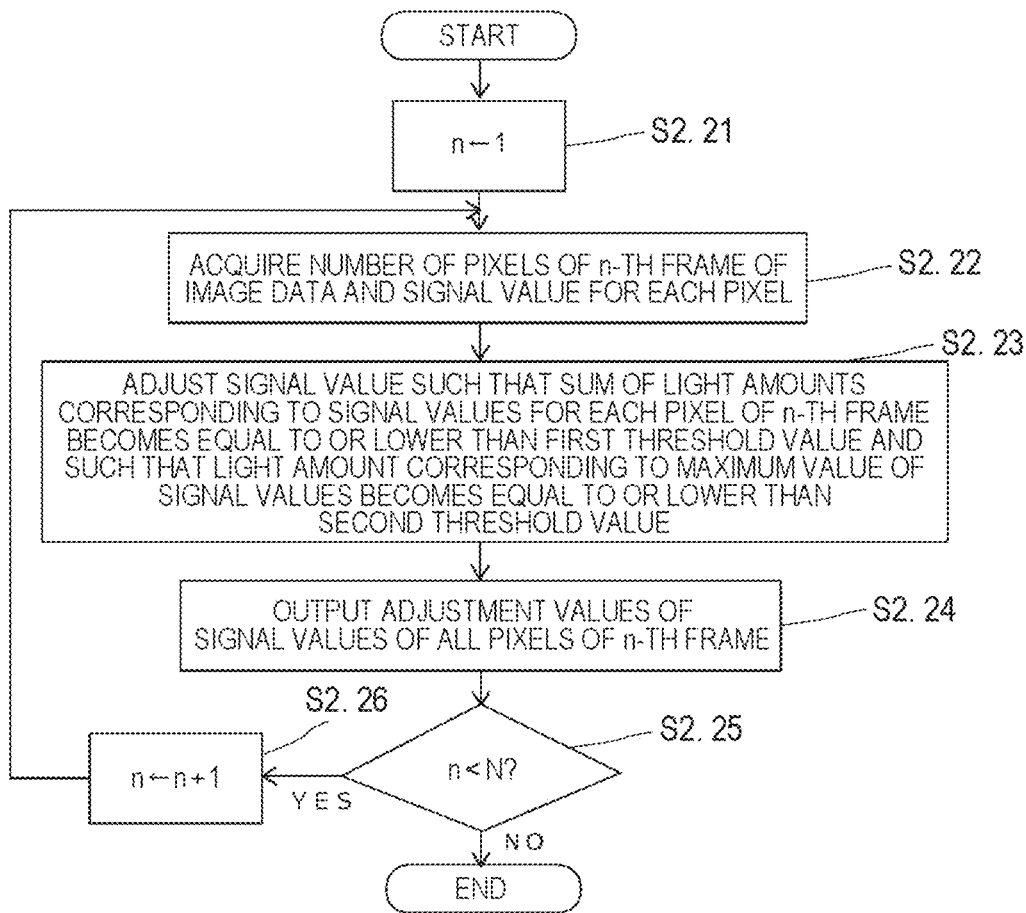 START
n←1
S2. 21
ACQUIRE NUMBER OF PIXELS OF n-TH FRAME OF
IMAGE DATA AND SIGNAL VALUE FOR EACH PIXEL
S2. 22
S2. 23
ADJUST SIGNAL VALUE SUCH THAT SUM OF LIGHT AMOUNTS
CORRESPONDING TO SIGNAL VALUES FOR EACH PIXEL OF n-TH FRAME
BECOMES EQUAL TO OR LOWER THAN FIRST THRESHOLD VALUE AND
SUCH THAT LIGHT AMOUNT CORRESPONDING TO MAXIMUM VALUE OF
SIGNAL VALUES BECOMES EQUAL TO OR LOWER THAN
SECOND THRESHOLD VALUE
OUTPUT ADJUSTMENT VALUES OF
SIGNAL VALUES OF ALL PIXELS OF n-TH FRAME
S2. 24
S2. 26
S2. 25
n←n+1
n<N?
YES
NO
END